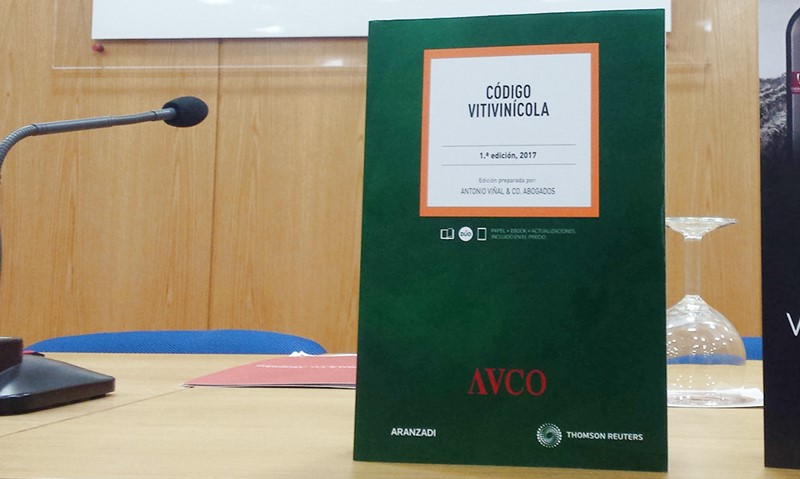 CÓDIGO
VITIVINÍCOLA
1.ª edición, 2017
Edición preparada por:
ANTONIO VIÑAL & CO. ABOGADOS
DÚO
PAPEL + EBOOK + ACTUALIZACIONES.
INCLUIDO EN EL PRECIO
AVCO
ARANZADI
THOMSON REUTERS
V